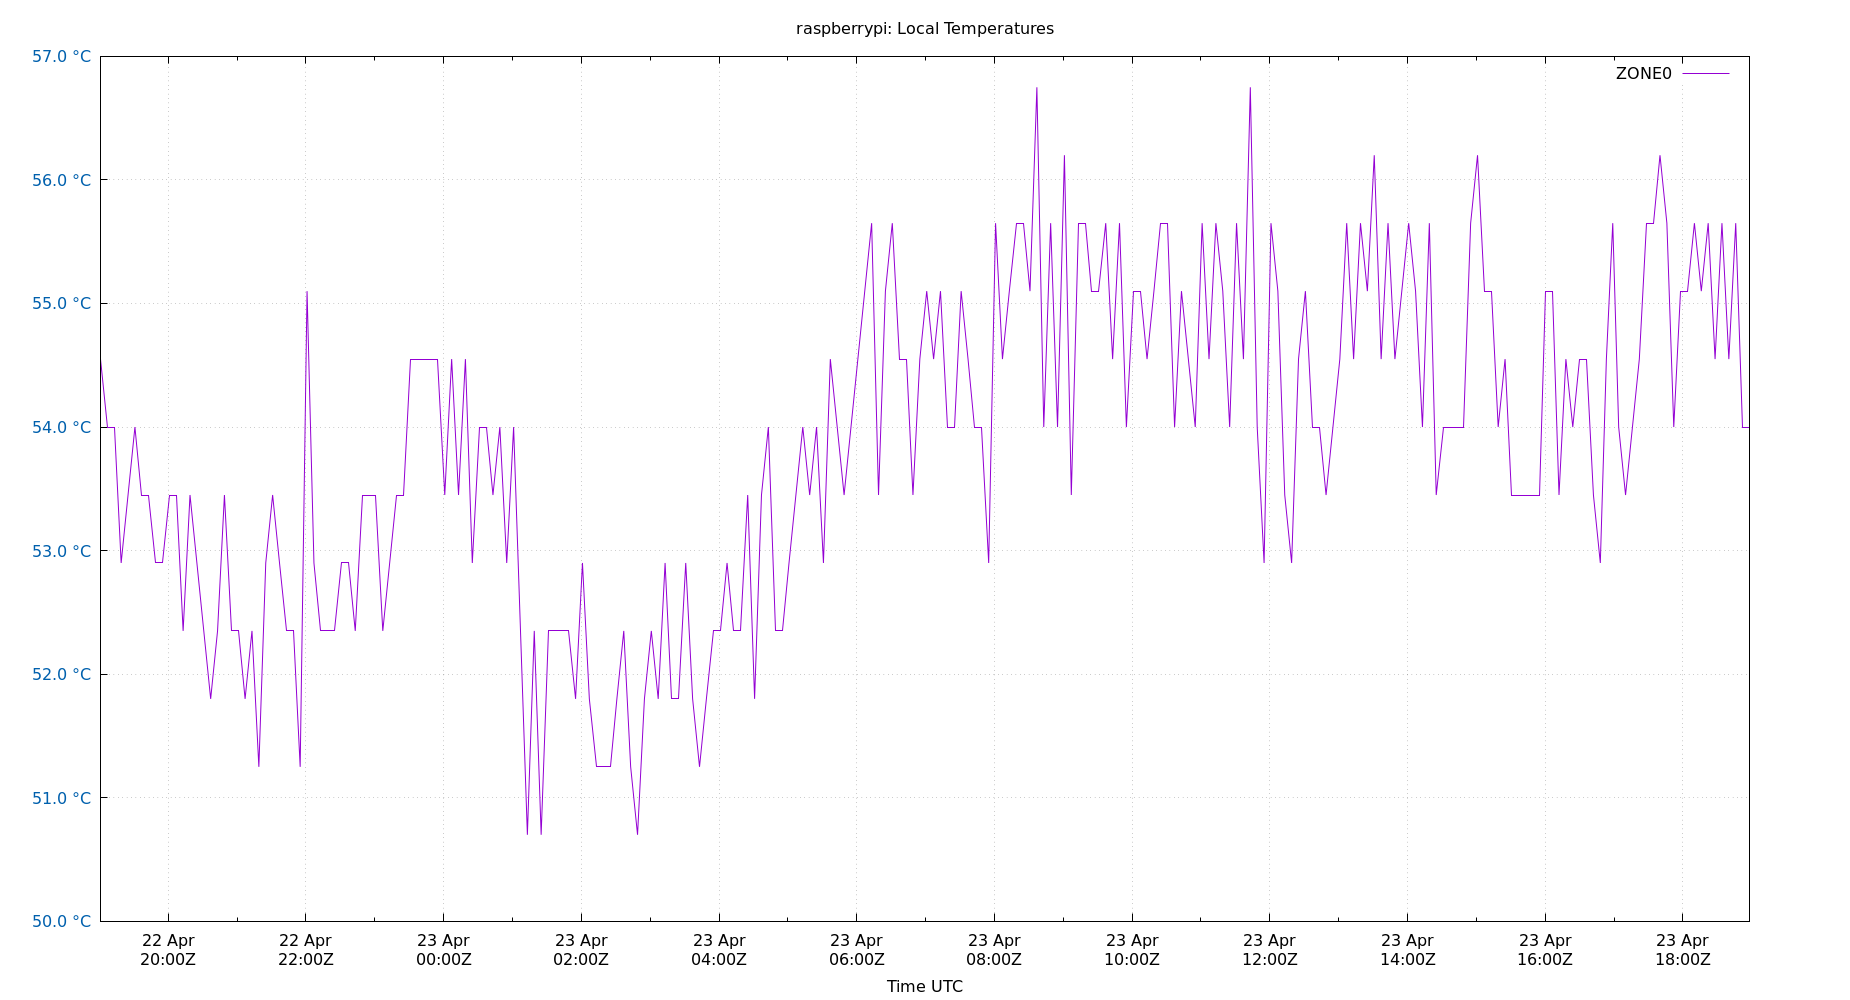 raspberrypi: Local Temperatures
57.0 °C
ZONE0
56.0 °C
55.0 °C
54.0 °C
53.0 °C
52.0 °C
51.0 °C
50.0 °C
22 Apr 22 Apr 23 Apr 23 Apr 23 Apr 23 Apr 23 Apr 23 Apr 23 Apr 23 Apr 23 Apr 23 Apr
20:00Z 22:00Z 00:00Z 02:00Z 04:00Z 06:00Z 08:00Z 10:00Z 12:00Z 14:00Z 16:00Z 18:00Z
Time UTC